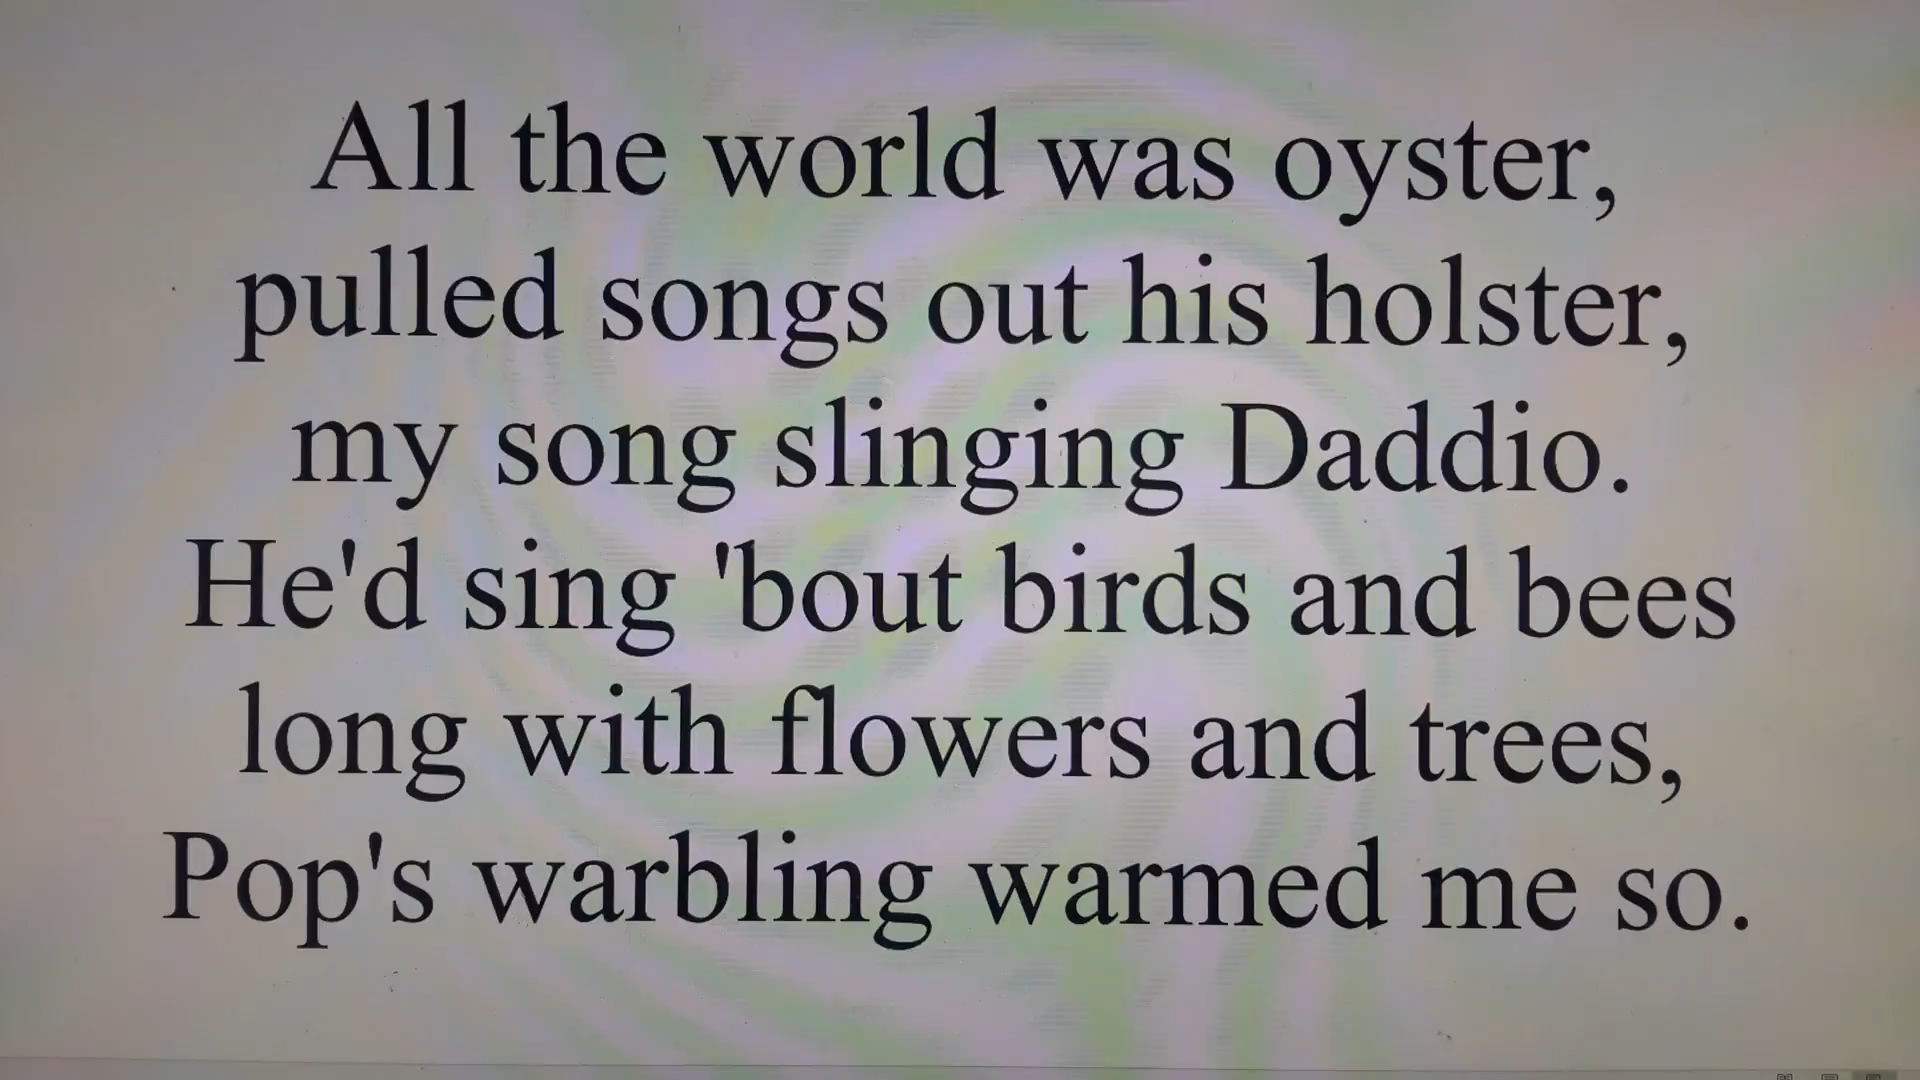 All the world was oyster,
pulled songs out his holster,
my song slinging Daddio.
He'd sing 'bout birds and bees
long with flowers and trees,
Pop's warbling warmed me so.